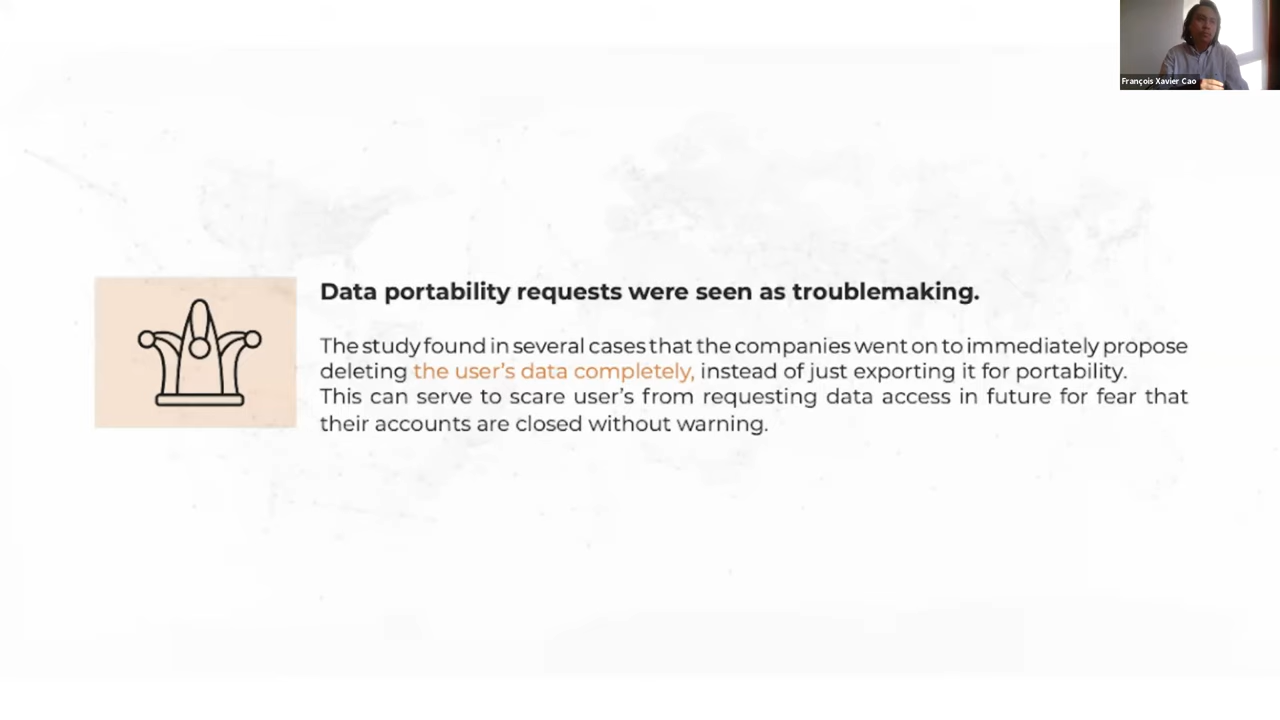 François Xavier Cao
Data portability requests were seen as troublemaking.
The study found in several cases that the companies went on to immediately propose
deleting the user's data completely, instead of just exporting it for portability.
This can serve to scare user's from requesting data access in future for fear that
their accounts are closed without warning.